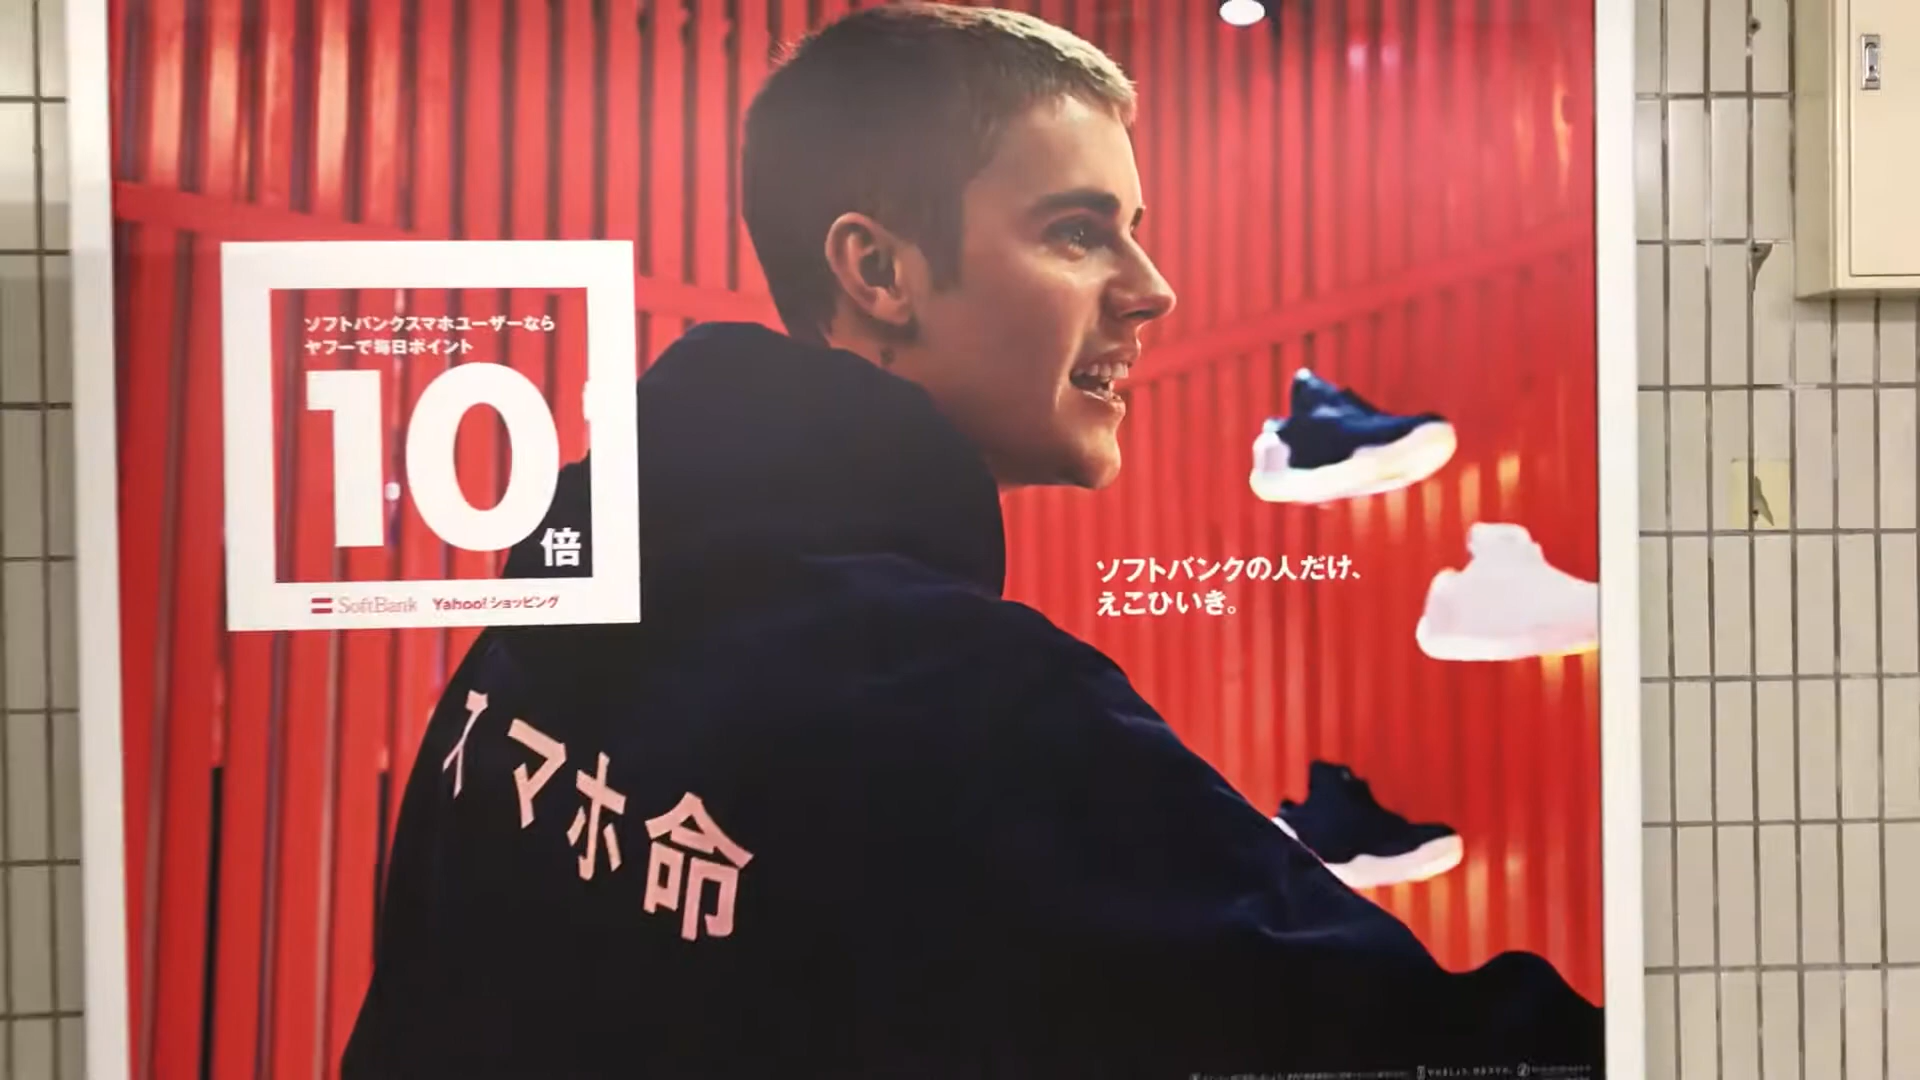 ソフトバンクスマホユーザーなら
ヤフーで毎日ポイント
10倍
SoftBank Yahoo!ショッピング
ソフトバンクの人だけ、
えこひいき。
スマホ命